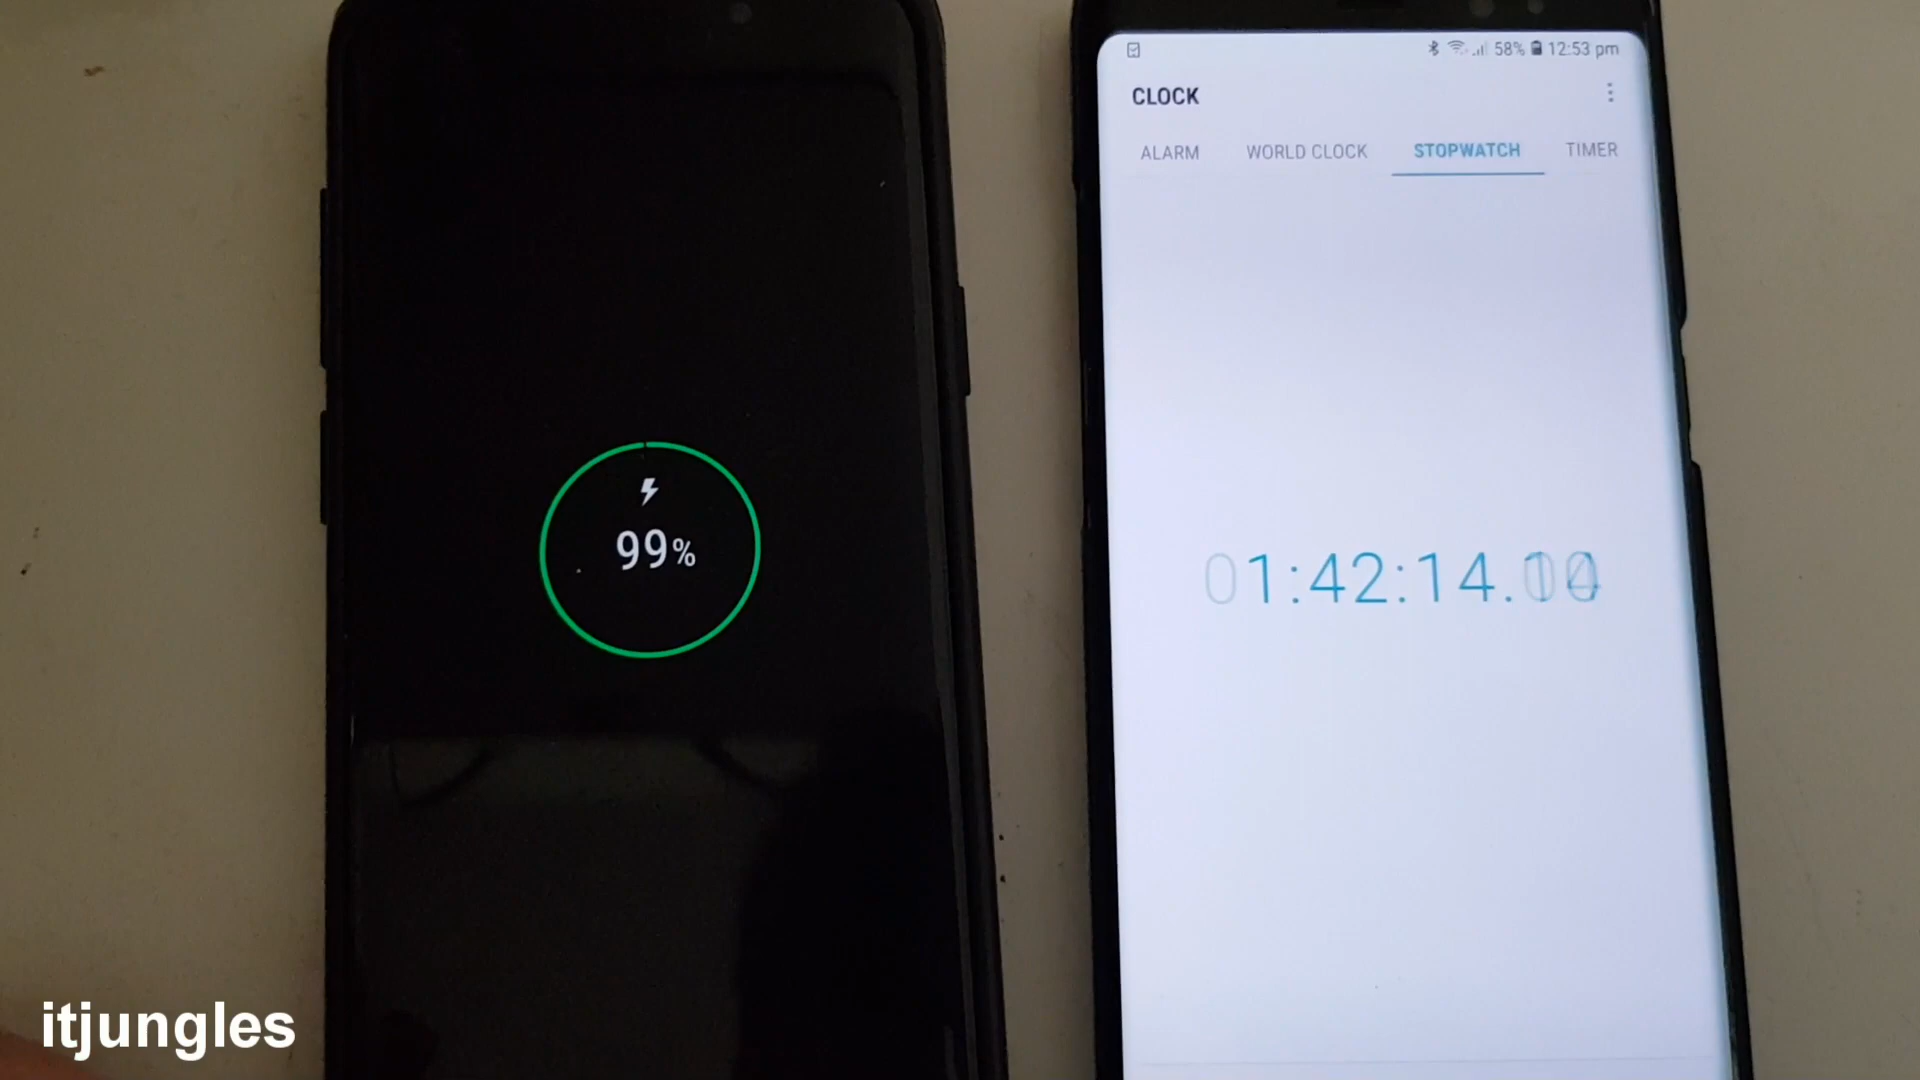 58% 12:53 pm
CLOCK
ALARM WORLD CLOCK STOPWATCH TIMER
99%
01:42:14.
itjungles